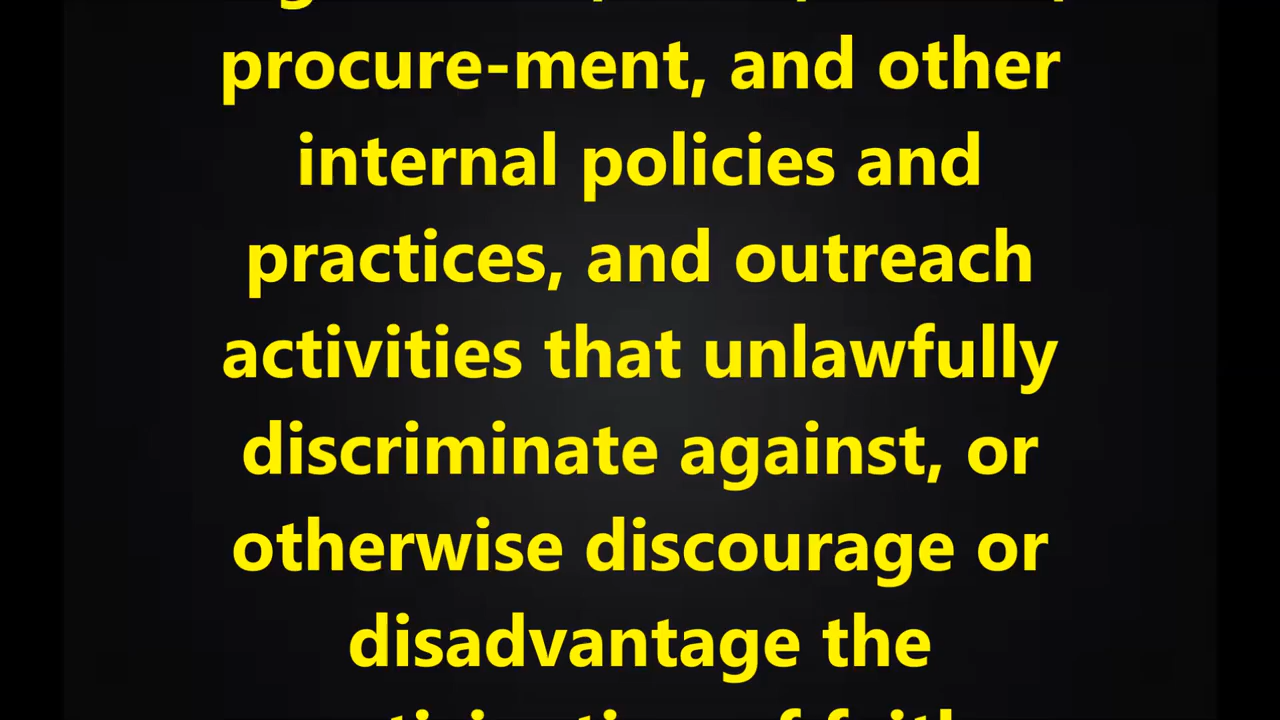 procure-ment, and other
internal policies and
practices, and outreach
activities that unlawfully
discriminate against, or
otherwise discourage or
disadvantage the